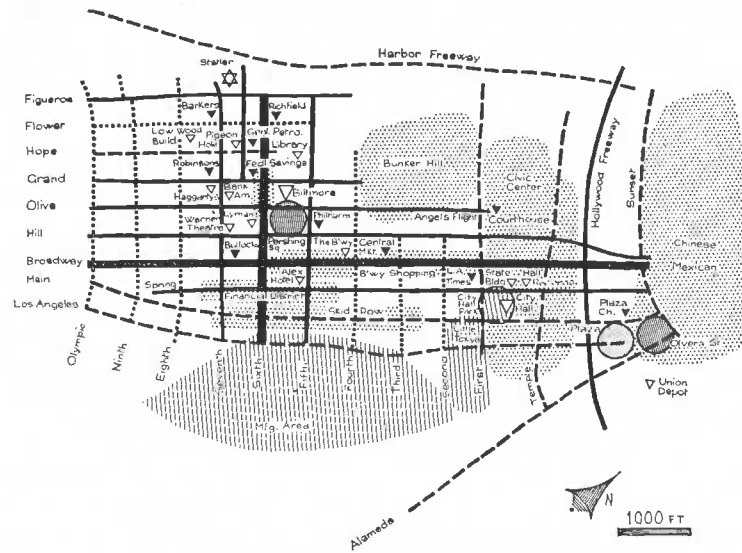 Harbor Freeway
Statler
Figueroa
Barkers
Richfield
Flower
Low Wood
Build.
Pigeon
Hole
Genl. Petro.
Library
Hope
Robinsons
Fedl Savings
Bunker Hill
Civic
Center
Hollywood Freeway
Sunset
Grand
Haggartys
Bank
Am.
Biltmore
Olive
Warner
Theatre
Lyman's
Philharm
Angels Flight
Courthouse
Hill
Bullocks
Pershing
Sq.
The B'wy
Central
Mkt.
Chinese
Mexican
Broadway
Main
Spring
Alex
Hotel
B'wy Shopping
L.A.
Times
State
Bldg
Hall
Los Angeles
Financial District
Skid Row
City
Hall
Park
City
Hall
Plaza
Ch.
Little
Tokyo
Plaza
Olvera St
Olympic
Ninth
Eighth
Seventh
Sixth
Fifth
Fourth
Third
Second
First
Temple
Union
Depot
Mfg. Area
Alameda
N
1000 FT